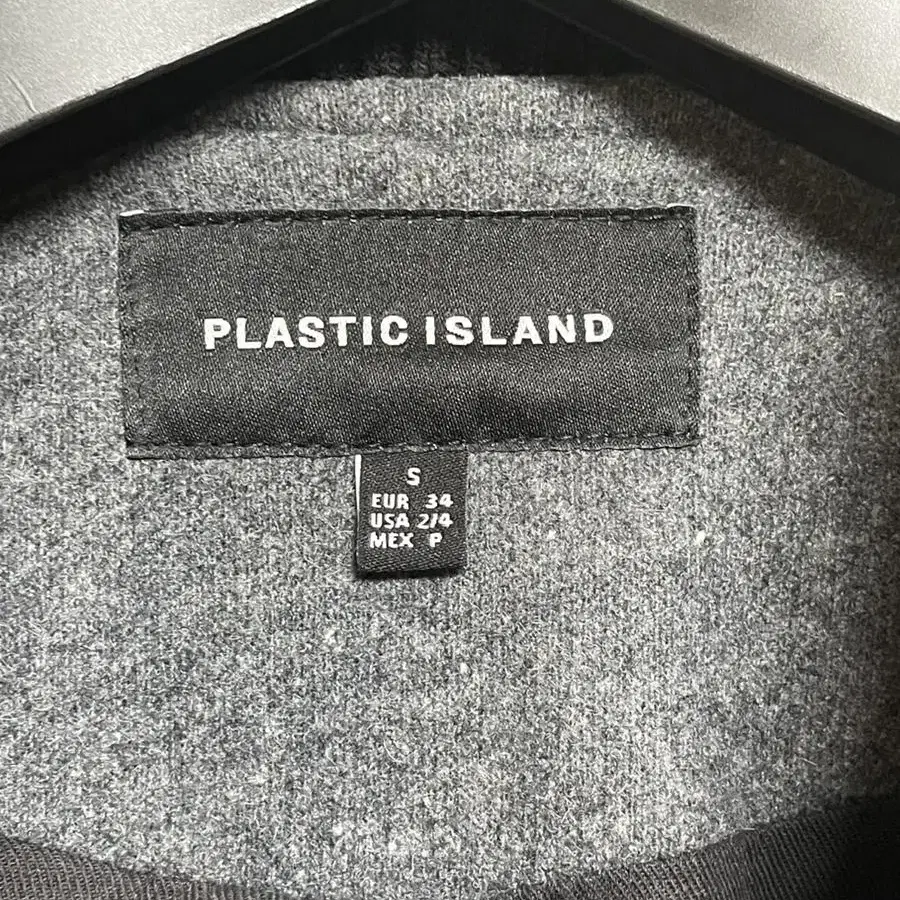 PLASTIC ISLAND
S
EUR 34
USA 2/4
MEX P